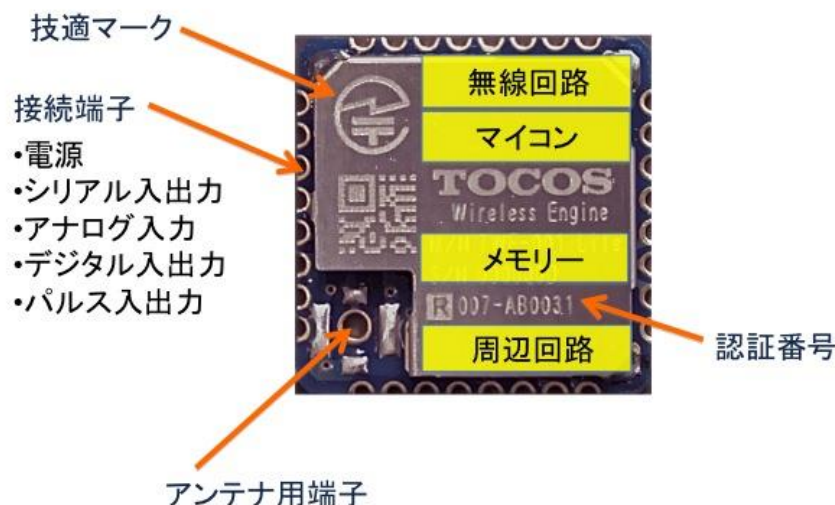 技適マーク
接続端子
•電源
•シリアル入出力
•アナログ入力
•デジタル入出力
•パルス入出力
無線回路
マイコン
TOCOS
Wireless Engine
メモリー
R 007-AB0031
周辺回路
認証番号
アンテナ用端子